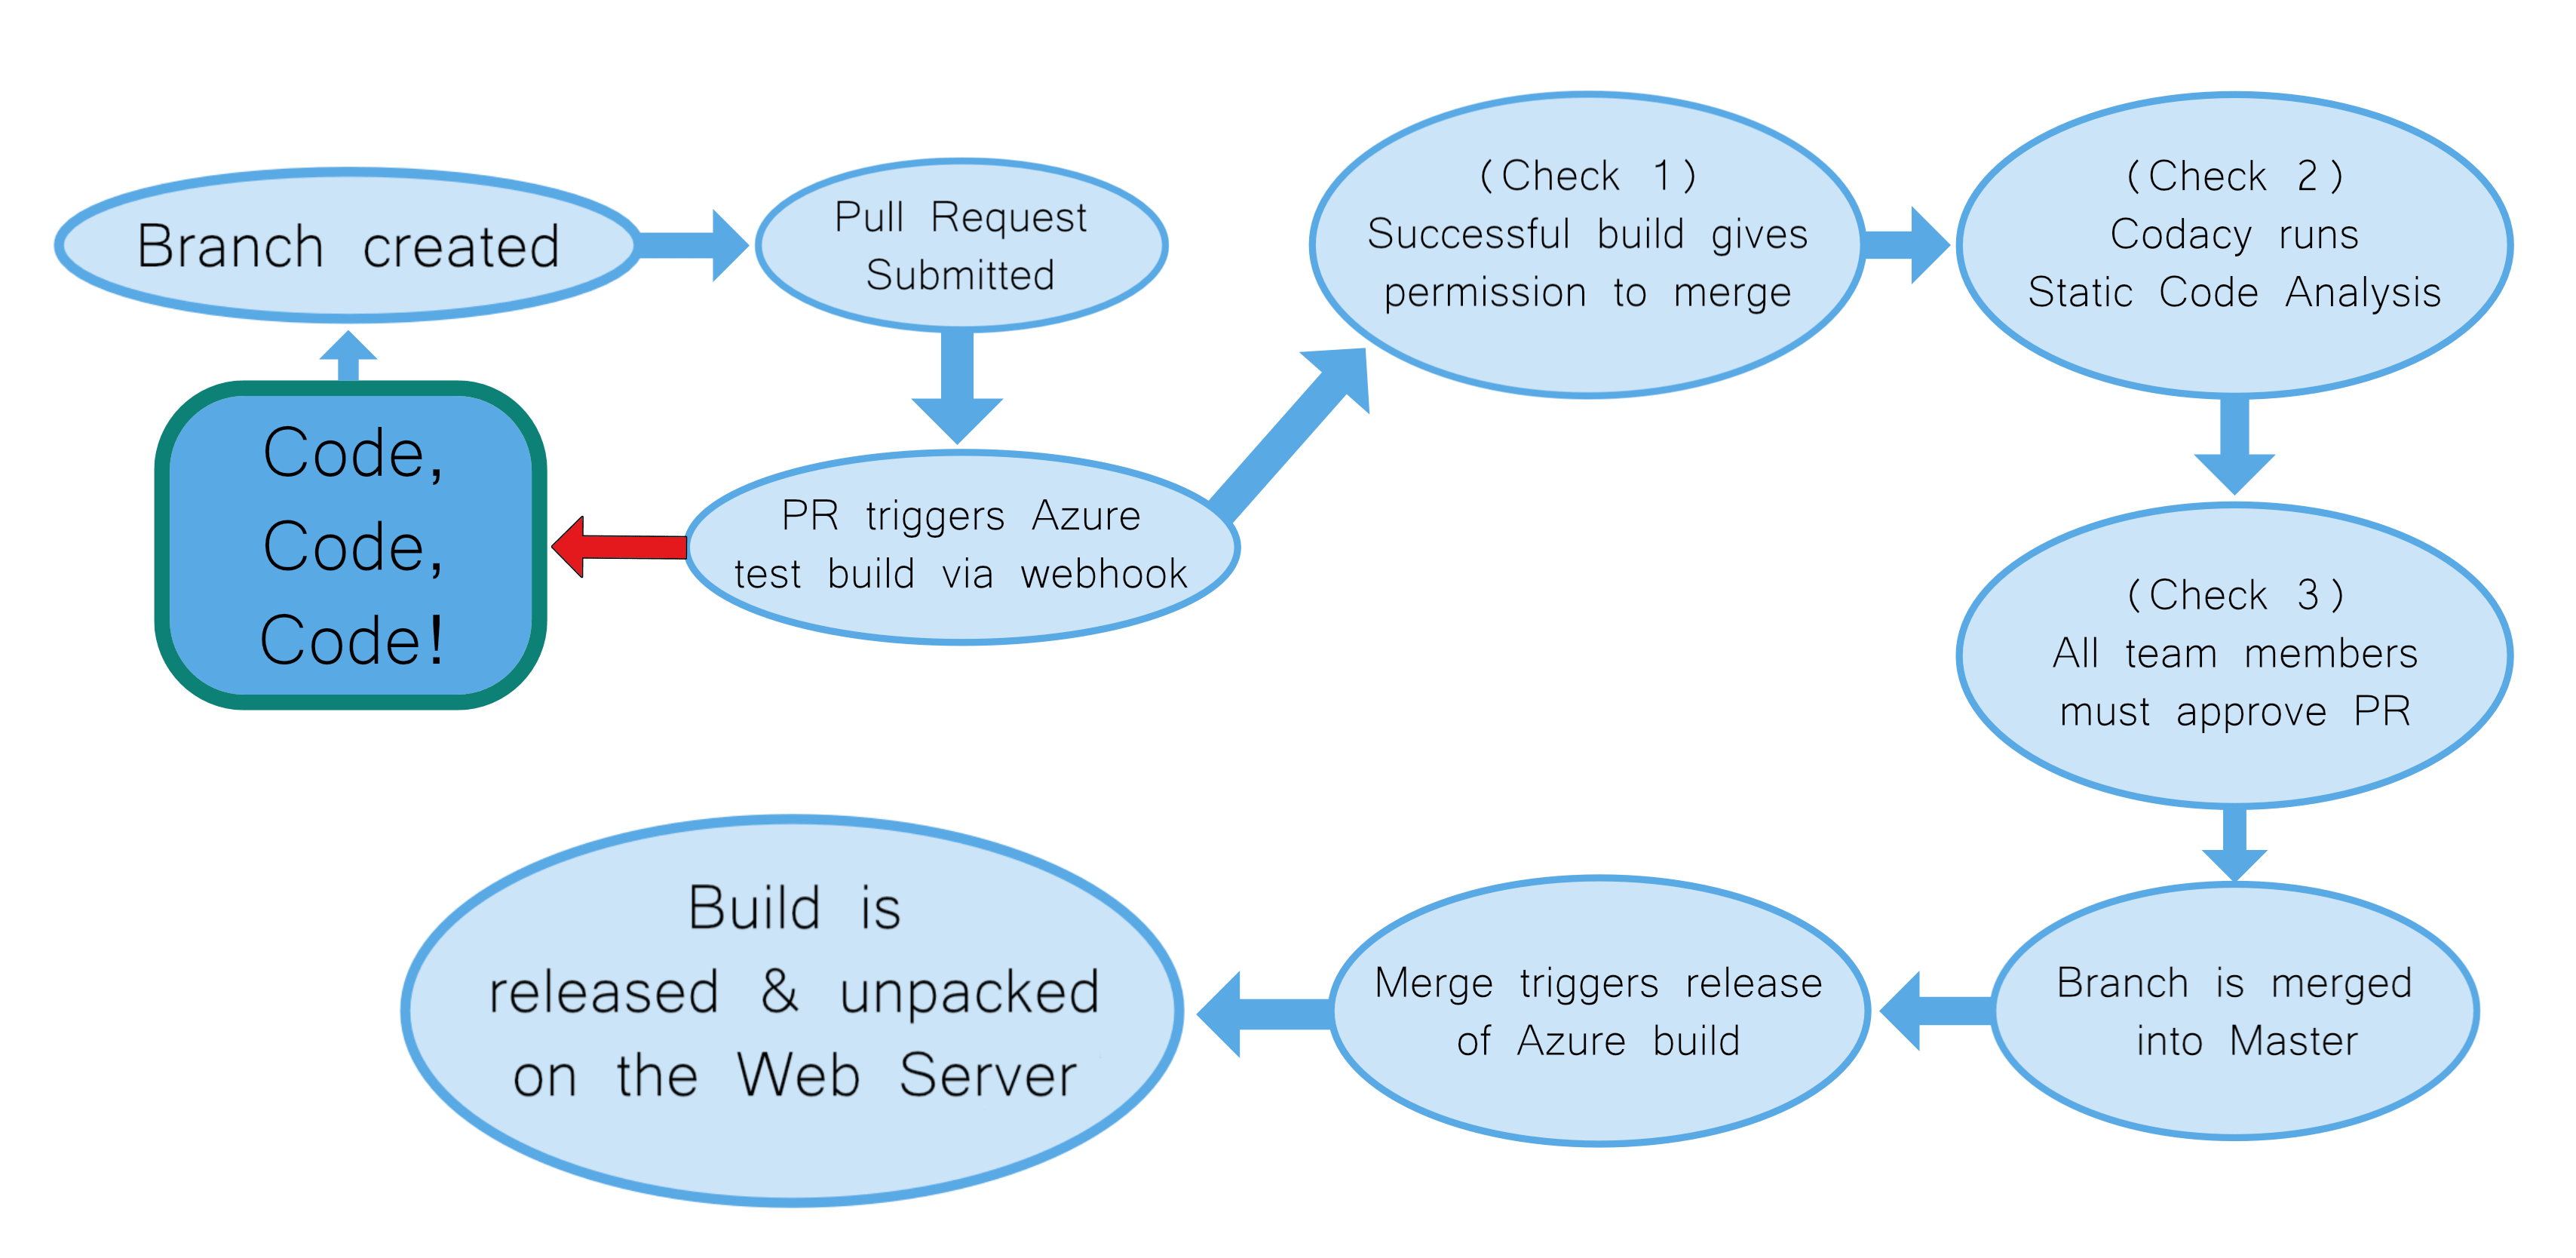 Branch created
Pull Request
Submitted
(Check 1)
Successful build gives
permission to merge
(Check 2)
Codacy runs
Static Code Analysis
Code,
Code,
Code!
PR triggers Azure
test build via webhook
(Check 3)
All team members
must approve PR
Build is
released & unpacked
on the Web Server
Merge triggers release
of Azure build
Branch is merged
into Master